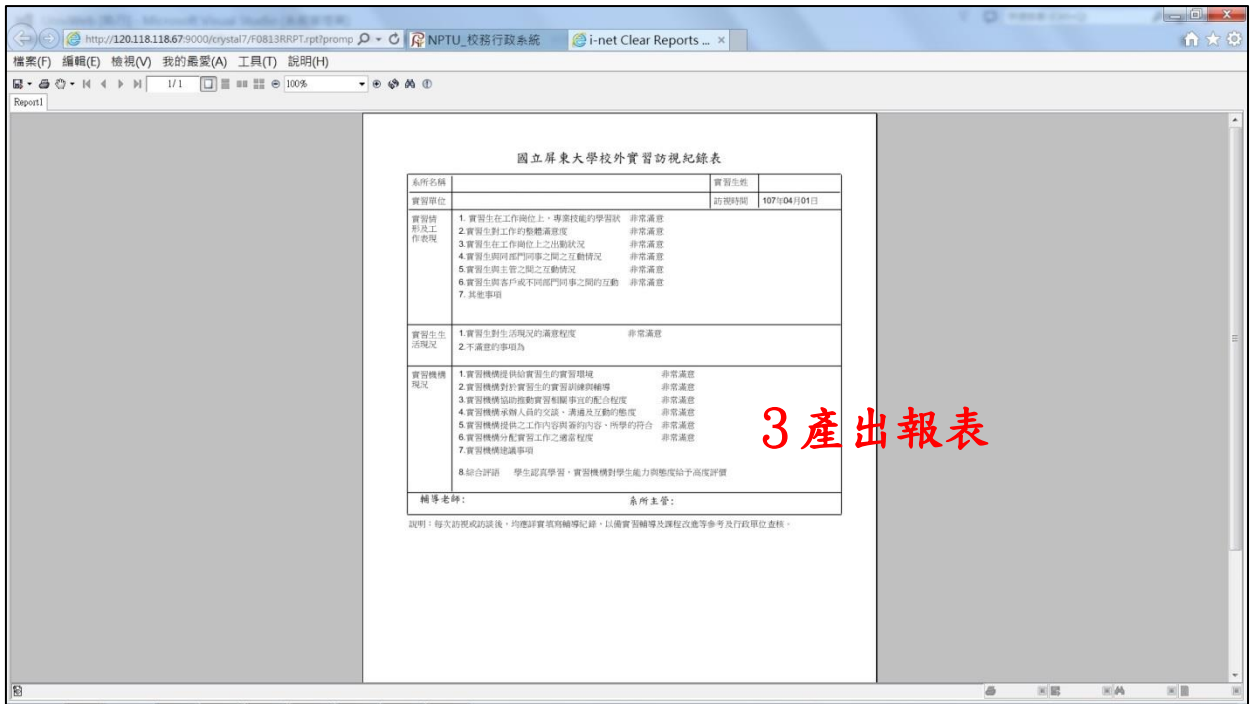 http://120.118.118.67:9000/crystal7/F0813RRPT.rpt?promp
NPTU_校務行政系統
i-net Clear Reports ...
檔案(F) 編輯(E) 檢視(V) 我的最愛(A) 工具(T) 說明(H)
1/1 100%
Report1
國立屏東大學校外實習訪視紀錄表
系所名稱 實習生姓
實習單位 訪視時間 107年04月01日
實習情形及工作表現
1. 實習生在工作崗位上、專業技能的學習狀 非常滿意
2.實習生對工作的整體滿意度 非常滿意
3.實習生在工作崗位上之出勤狀況 非常滿意
4.實習生與同部門同事之間之互動情況 非常滿意
5.實習生與主管之間之互動情況 非常滿意
6.實習生與客戶或不同部門同事之間的互動 非常滿意
7. 其他事項
實習生生活現況
1.實習生對生活現況的滿意程度 非常滿意
2.不滿意的事項為
實習機構現況
1.實習機構提供給實習生的實習環境 非常滿意
2.實習機構對於實習生的實習訓練與輔導 非常滿意
3.實習機構協助推動實習相關事宜的配合程度 非常滿意
4.實習機構承辦人員的交談、溝通及互動的態度 非常滿意
5.實習機構提供之工作內容與簽約內容、所學的符合 非常滿意
6.實習機構分配實習工作之適當程度 非常滿意
7.實習機構建議事項
8.綜合評語 學生認真學習、實習機構對學生能力與態度給予高度評價
輔導老師: 系所主管:
說明：每次訪視或訪談後，均應詳實填寫輔導紀錄，以備實習輔導及課程改進等參考及行政單位查核。
3產出報表